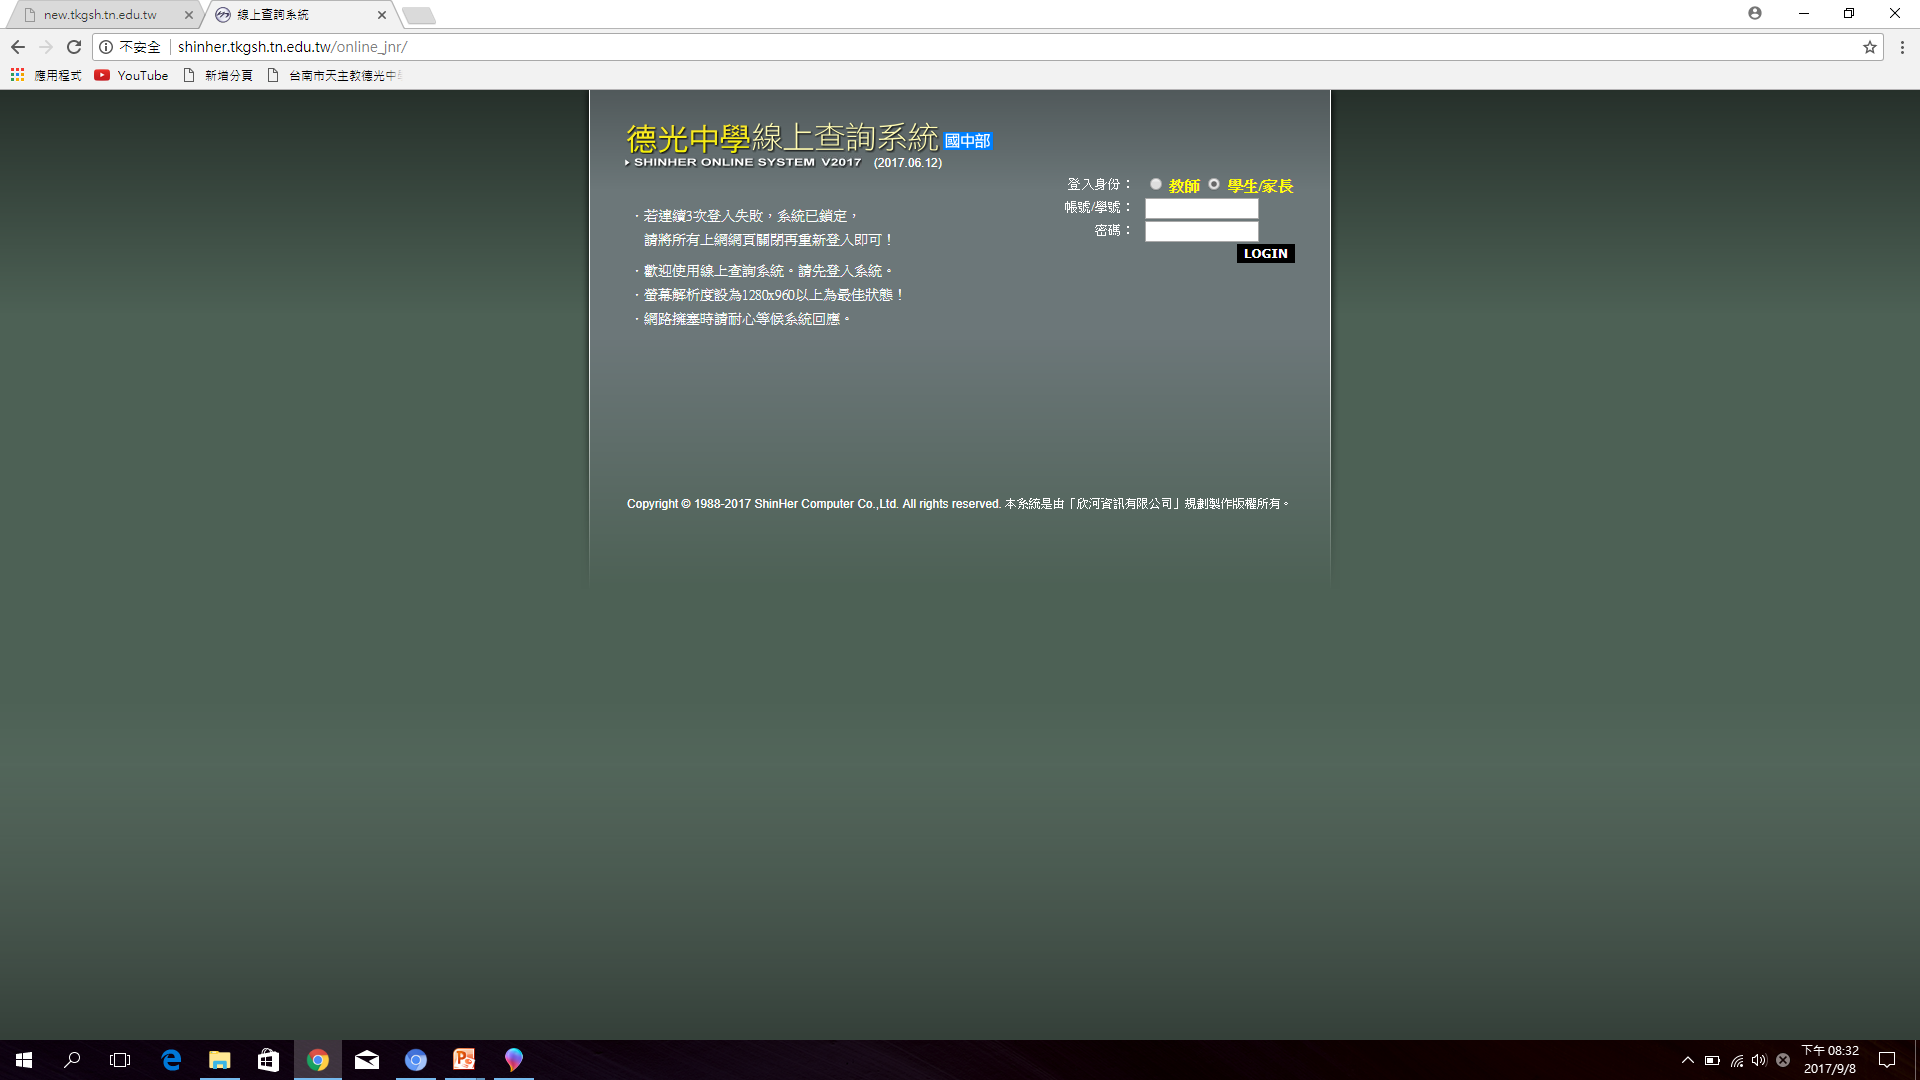 new.tkgsh.tn.edu.tw
線上查詢系統
不安全
shinher.tkgsh.tn.edu.tw/online_jnr/
應用程式
YouTube
新增分頁
台南市天主教德光中
德光中學線上查詢系統 國中部
SHINHER ONLINE SYSTEM V2017 (2017.06.12)
登入身份： 教師 學生/家長
帳號/學號：
密碼：
LOGIN
．若連續3次登入失敗，系統已鎖定，
請將所有上網網頁關閉再重新登入即可！
．歡迎使用線上查詢系統。請先登入系統。
．螢幕解析度設為1280x960以上為最佳狀態！
．網路擁塞時請耐心等候系統回應。
Copyright © 1988-2017 ShinHer Computer Co.,Ltd. All rights reserved. 本系統是由「欣河資訊有限公司」規劃製作版權所有。
下午 08:32
2017/9/8